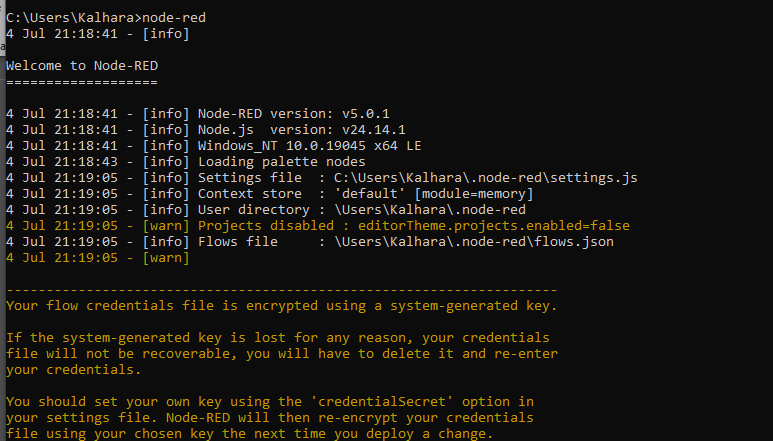 C:\Users\Kalhara>node-red
4 Jul 21:18:41 - [info]
Welcome to Node-RED
===================
4 Jul 21:18:41 - [info] Node-RED version: v5.0.1
4 Jul 21:18:41 - [info] Node.js  version: v24.14.1
4 Jul 21:18:41 - [info] Windows_NT 10.0.19045 x64 LE
4 Jul 21:18:43 - [info] Loading palette nodes
4 Jul 21:19:05 - [info] Settings file  : C:\Users\Kalhara\.node-red\settings.js
4 Jul 21:19:05 - [info] Context store  : 'default' [module=memory]
4 Jul 21:19:05 - [info] User directory : \Users\Kalhara\.node-red
4 Jul 21:19:05 - [warn] Projects disabled : editorTheme.projects.enabled=false
4 Jul 21:19:05 - [info] Flows file     : \Users\Kalhara\.node-red\flows.json
4 Jul 21:19:05 - [warn]
---------------------------------------------------------------------
Your flow credentials file is encrypted using a system-generated key.
If the system-generated key is lost for any reason, your credentials
file will not be recoverable, you will have to delete it and re-enter
your credentials.
You should set your own key using the 'credentialSecret' option in
your settings file. Node-RED will then re-encrypt your credentials
file using your chosen key the next time you deploy a change.